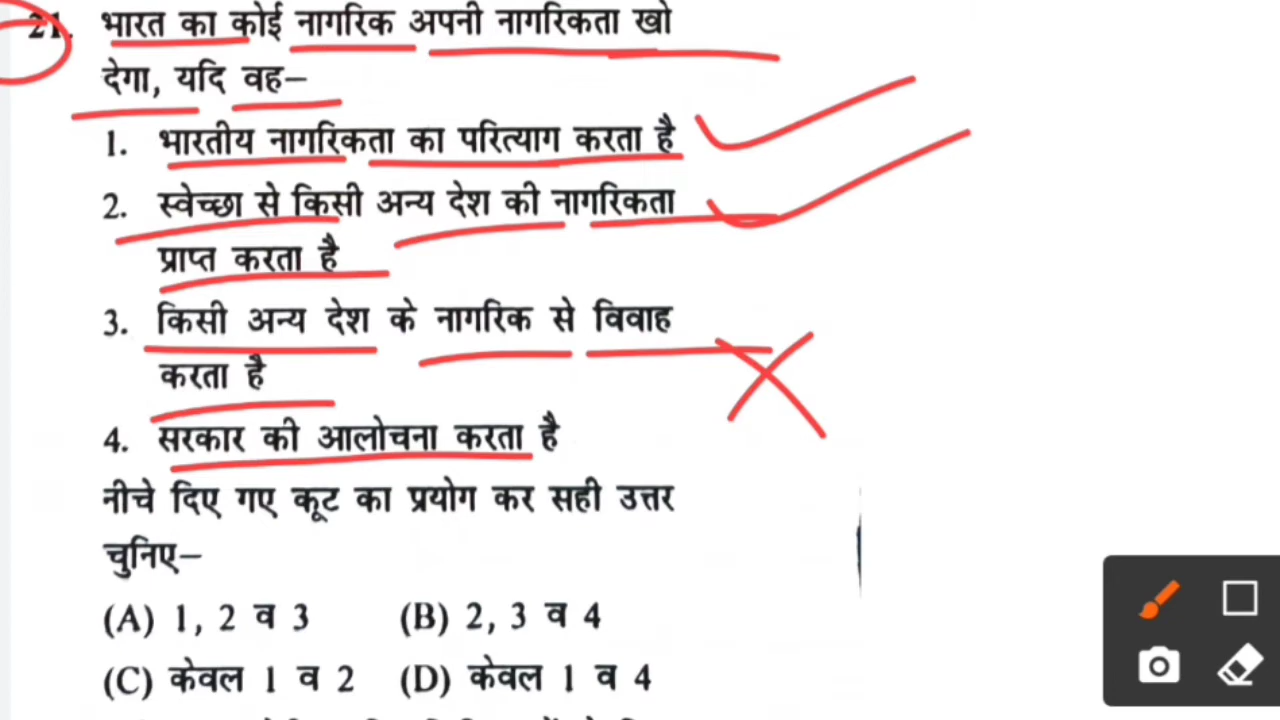 21. भारत का कोई नागरिक अपनी नागरिकता खो
देगा, यदि वह–
1. भारतीय नागरिकता का परित्याग करता है
2. स्वेच्छा से किसी अन्य देश की नागरिकता
प्राप्त करता है
3. किसी अन्य देश के नागरिक से विवाह
करता है
4. सरकार की आलोचना करता है
नीचे दिए गए कूट का प्रयोग कर सही उत्तर
चुनिए–
(A) 1, 2 व 3 (B) 2, 3 व 4
(C) केवल 1 व 2 (D) केवल 1 व 4